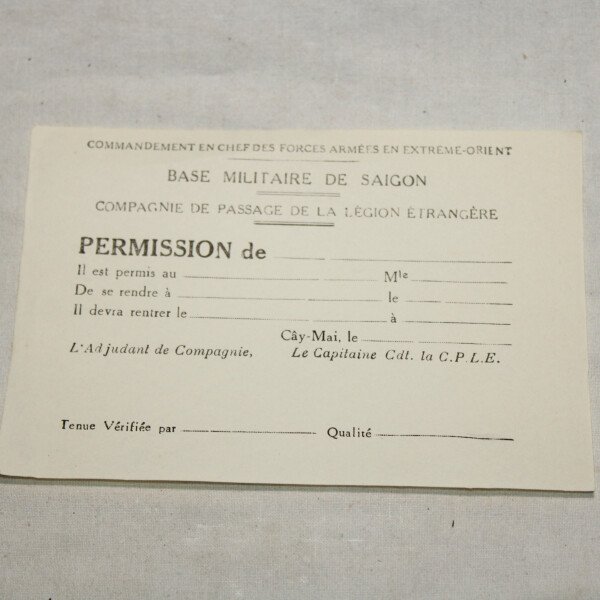 COMMANDEMENT EN CHEF DES FORCES ARMÉES EN EXTREME-ORIENT
BASE MILITAIRE DE SAIGON
COMPAGNIE DE PASSAGE DE LA LÉGION ÉTRANGÈRE
PERMISSION de
Il est permis au Mle
De se rendre à le
Il devra rentrer le à
Cây-Mai, le
L'Adjudant de Compagnie, Le Capitaine Cdt. la C.P.L.E.
Tenue Vérifiée par Qualité